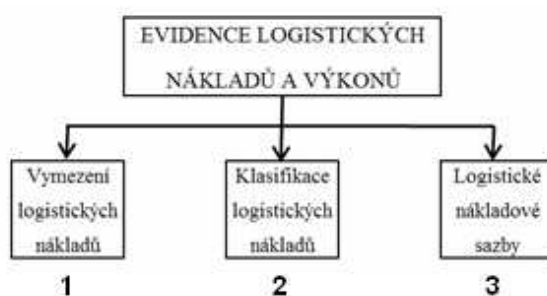 EVIDENCE LOGISTICKÝCH
NÁKLADŮ A VÝKONŮ
Vymezení
logistických
nákladů
Klasifikace
logistických
nákladů
Logistické
nákladové
sazby
1
2
3